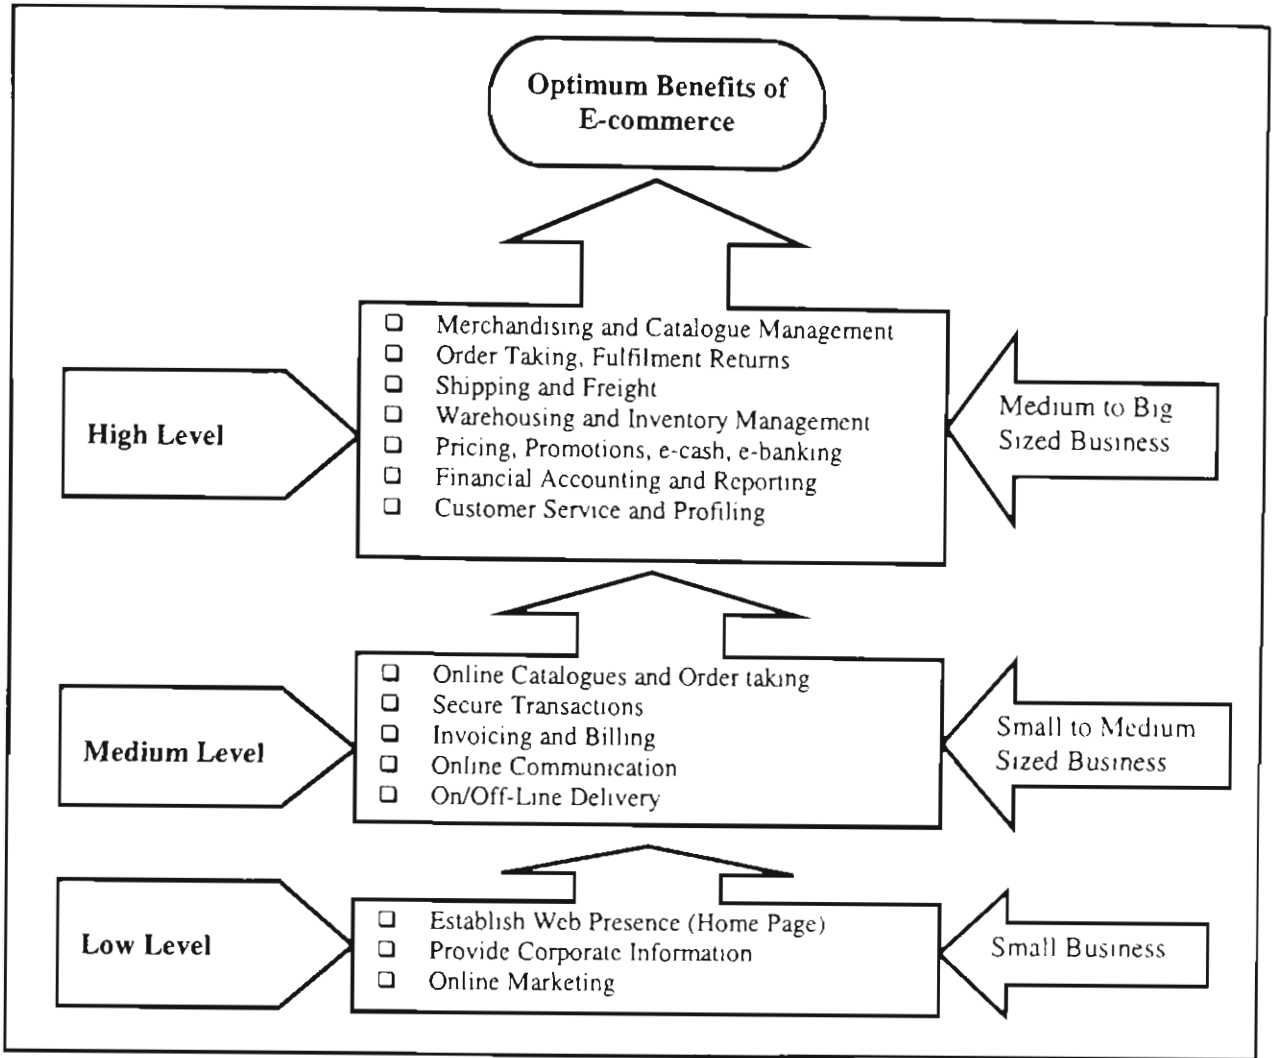 Optimum Benefits of
E-commerce
High Level
❑ Merchandising and Catalogue Management
❑ Order Taking, Fulfilment Returns
❑ Shipping and Freight
❑ Warehousing and Inventory Management
❑ Pricing, Promotions, e-cash, e-banking
❑ Financial Accounting and Reporting
❑ Customer Service and Profiling
Medium to Big
Sized Business
Medium Level
❑ Online Catalogues and Order taking
❑ Secure Transactions
❑ Invoicing and Billing
❑ Online Communication
❑ On/Off-Line Delivery
Small to Medium
Sized Business
Low Level
❑ Establish Web Presence (Home Page)
❑ Provide Corporate Information
❑ Online Marketing
Small Business